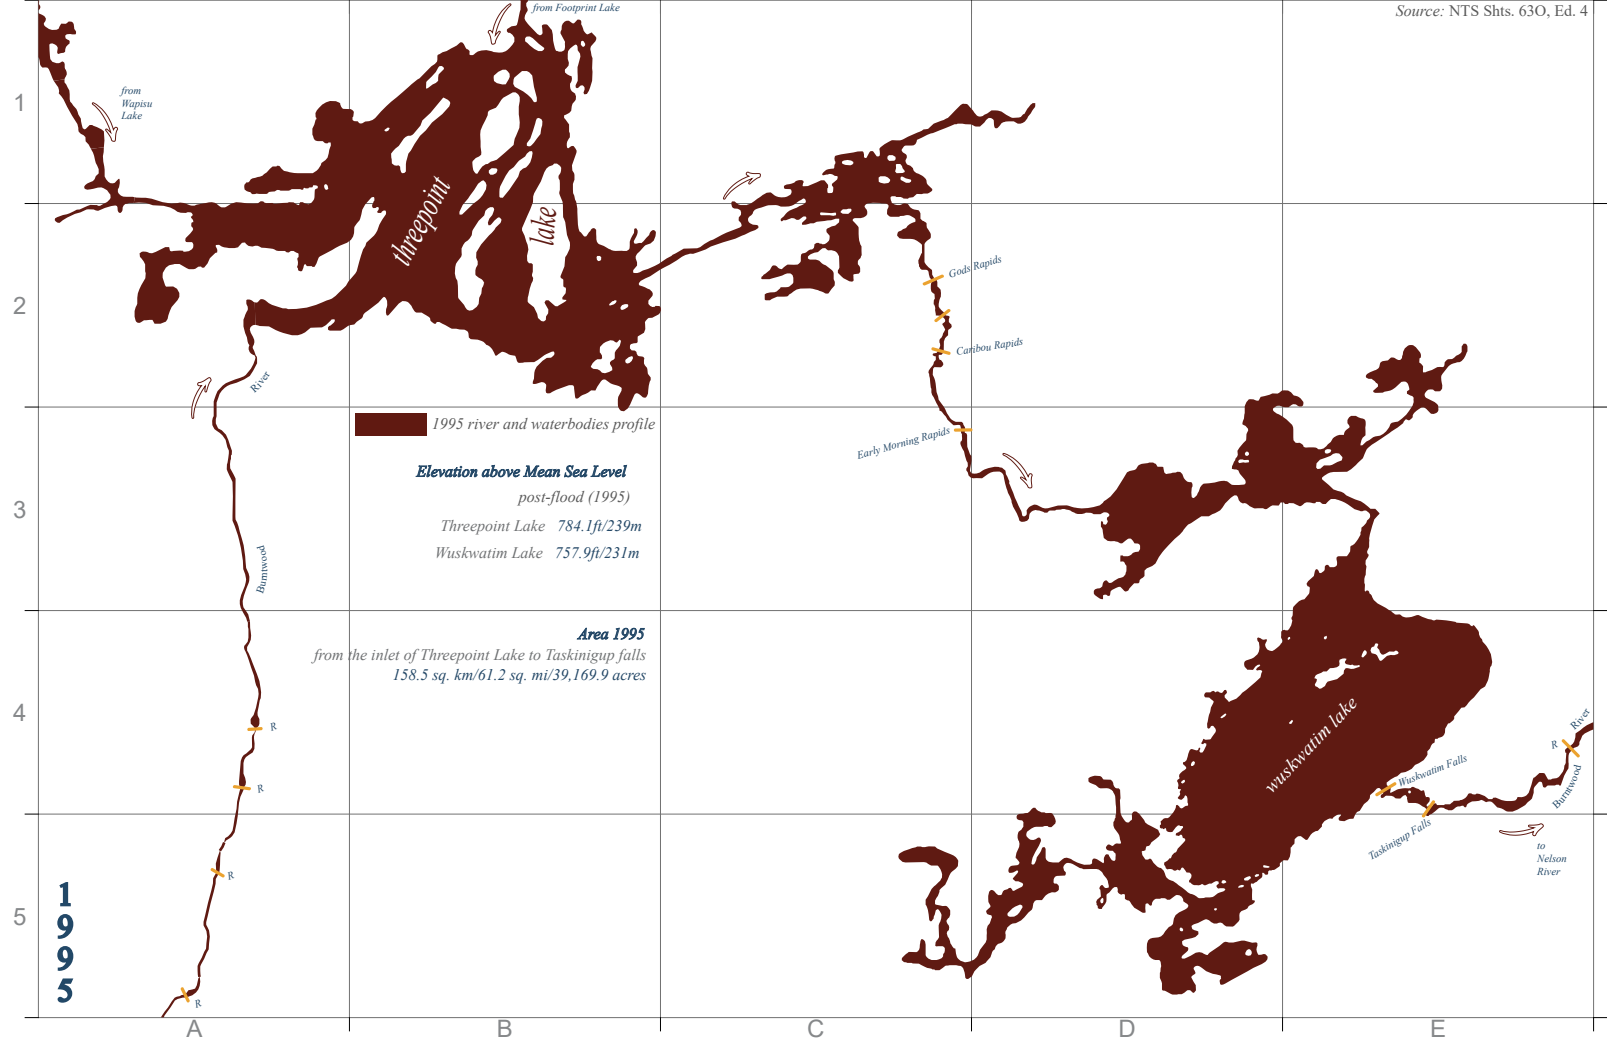 from Footprint Lake
Source: NTS Shts. 63O, Ed. 4
from
Wapisu
Lake
1
threepoint
lake
Gods Rapids
2
Caribou Rapids
River
1995 river and waterbodies profile
Early Morning Rapids
Elevation above Mean Sea Level
post-flood (1995)
3
Threepoint Lake 784.1ft/239m
Wuskwatim Lake 757.9ft/231m
Burntwood
Area 1995
from the inlet of Threepoint Lake to Taskinigup falls
158.5 sq. km/61.2 sq. mi/39,169.9 acres
4
R
wuskwatim lake
River
R
Wuskwatim Falls
Burntwood
R
Taskinigup Falls
to
Nelson
River
R
1
9
9
5
5
R
A
B
C
D
E